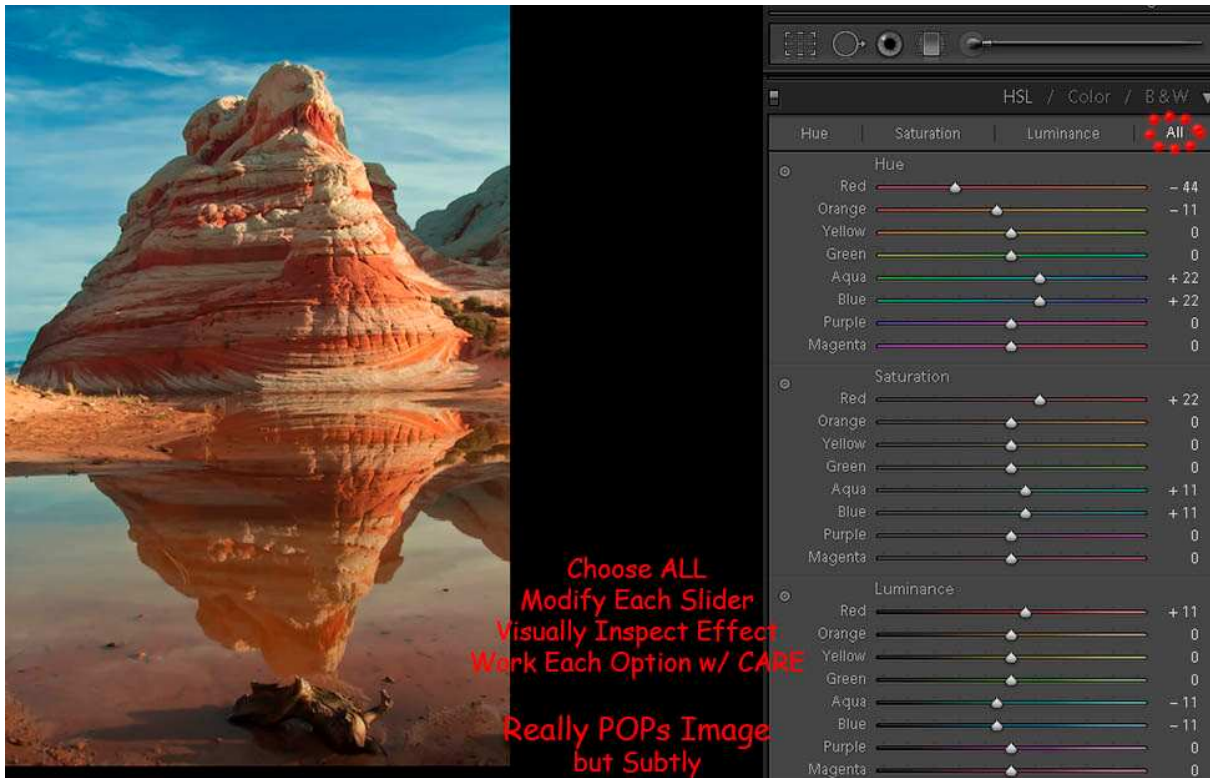 HSL / Color / B & W
Hue | Saturation | Luminance | All
Hue
Red - 44
Orange - 11
Yellow 0
Green 0
Aqua + 22
Blue + 22
Purple 0
Magenta 0
Saturation
Red + 22
Orange 0
Yellow 0
Green 0
Aqua + 11
Blue + 11
Purple 0
Magenta 0
Luminance
Red + 11
Orange 0
Yellow 0
Green 0
Aqua - 11
Blue - 11
Purple 0
Magenta 0
Choose ALL
Modify Each Slider
Visually Inspect Effect
Work Each Option w/ CARE
Really POPs Image
but Subtly